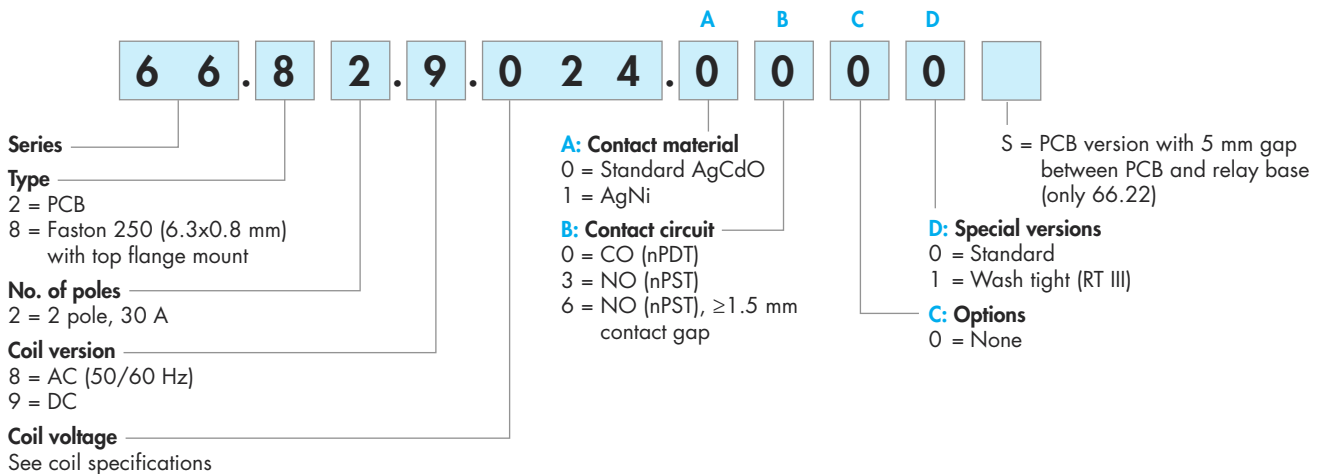 A B C D
6 6 . 8 2 . 9 . 0 2 4 . 0 0 0 0
Series
Type
2 = PCB
8 = Faston 250 (6.3x0.8 mm)
with top flange mount
No. of poles
2 = 2 pole, 30 A
Coil version
8 = AC (50/60 Hz)
9 = DC
Coil voltage
See coil specifications
A: Contact material
0 = Standard AgCdO
1 = AgNi
B: Contact circuit
0 = CO (nPDT)
3 = NO (nPST)
6 = NO (nPST), ≥1.5 mm
contact gap
S = PCB version with 5 mm gap
between PCB and relay base
(only 66.22)
D: Special versions
0 = Standard
1 = Wash tight (RT III)
C: Options
0 = None